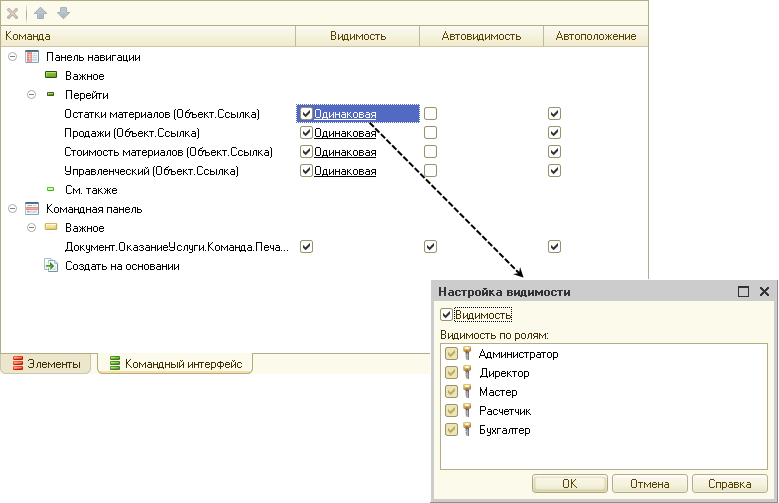 Команда Видимость Автовидимость Автоположение
Панель навигации
Важное
Перейти
Остатки материалов (Объект.Ссылка) Одинаковая
Продажи (Объект.Ссылка) Одинаковая
Стоимость материалов (Объект.Ссылка) Одинаковая
Управленческий (Объект.Ссылка) Одинаковая
См. также
Командная панель
Важное
Документ.ОказаниеУслуги.Команда.Печа...
Создать на основании
Элементы Командный интерфейс
Настройка видимости
Видимость
Видимость по ролям:
Администратор
Директор
Мастер
Расчетчик
Бухгалтер
ОК Отмена Справка